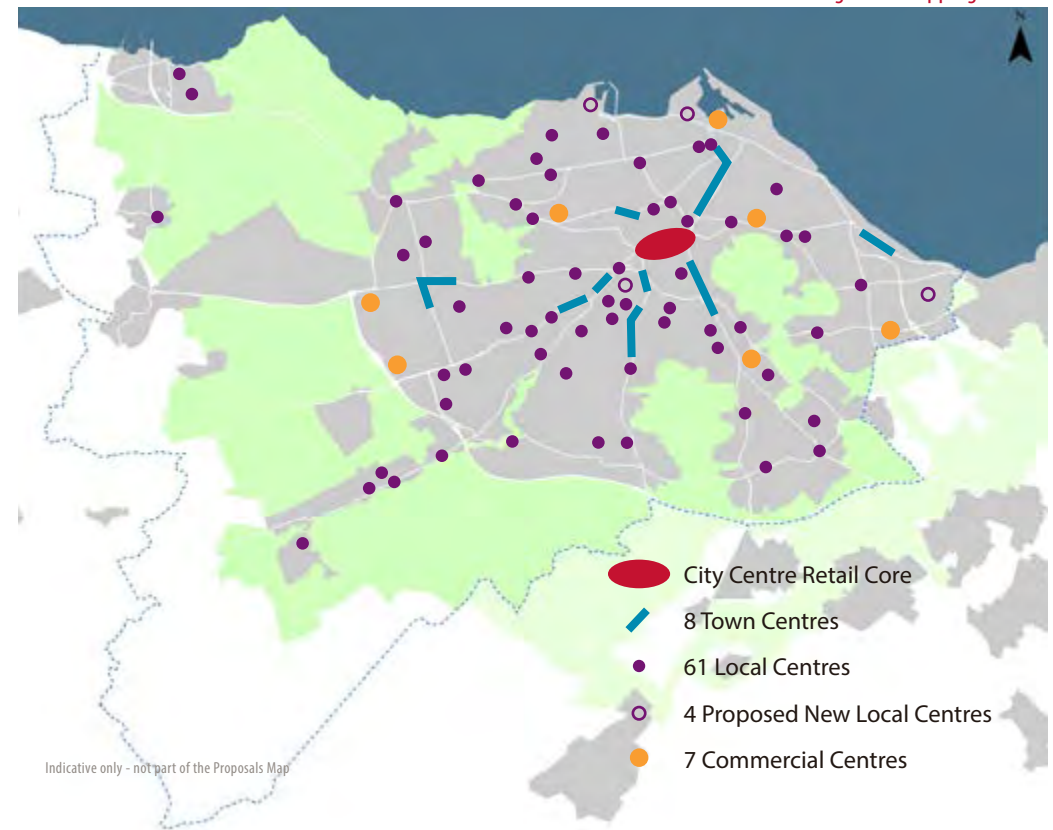 N
City Centre Retail Core
8 Town Centres
61 Local Centres
4 Proposed New Local Centres
7 Commercial Centres
Indicative only - not part of the Proposals Map